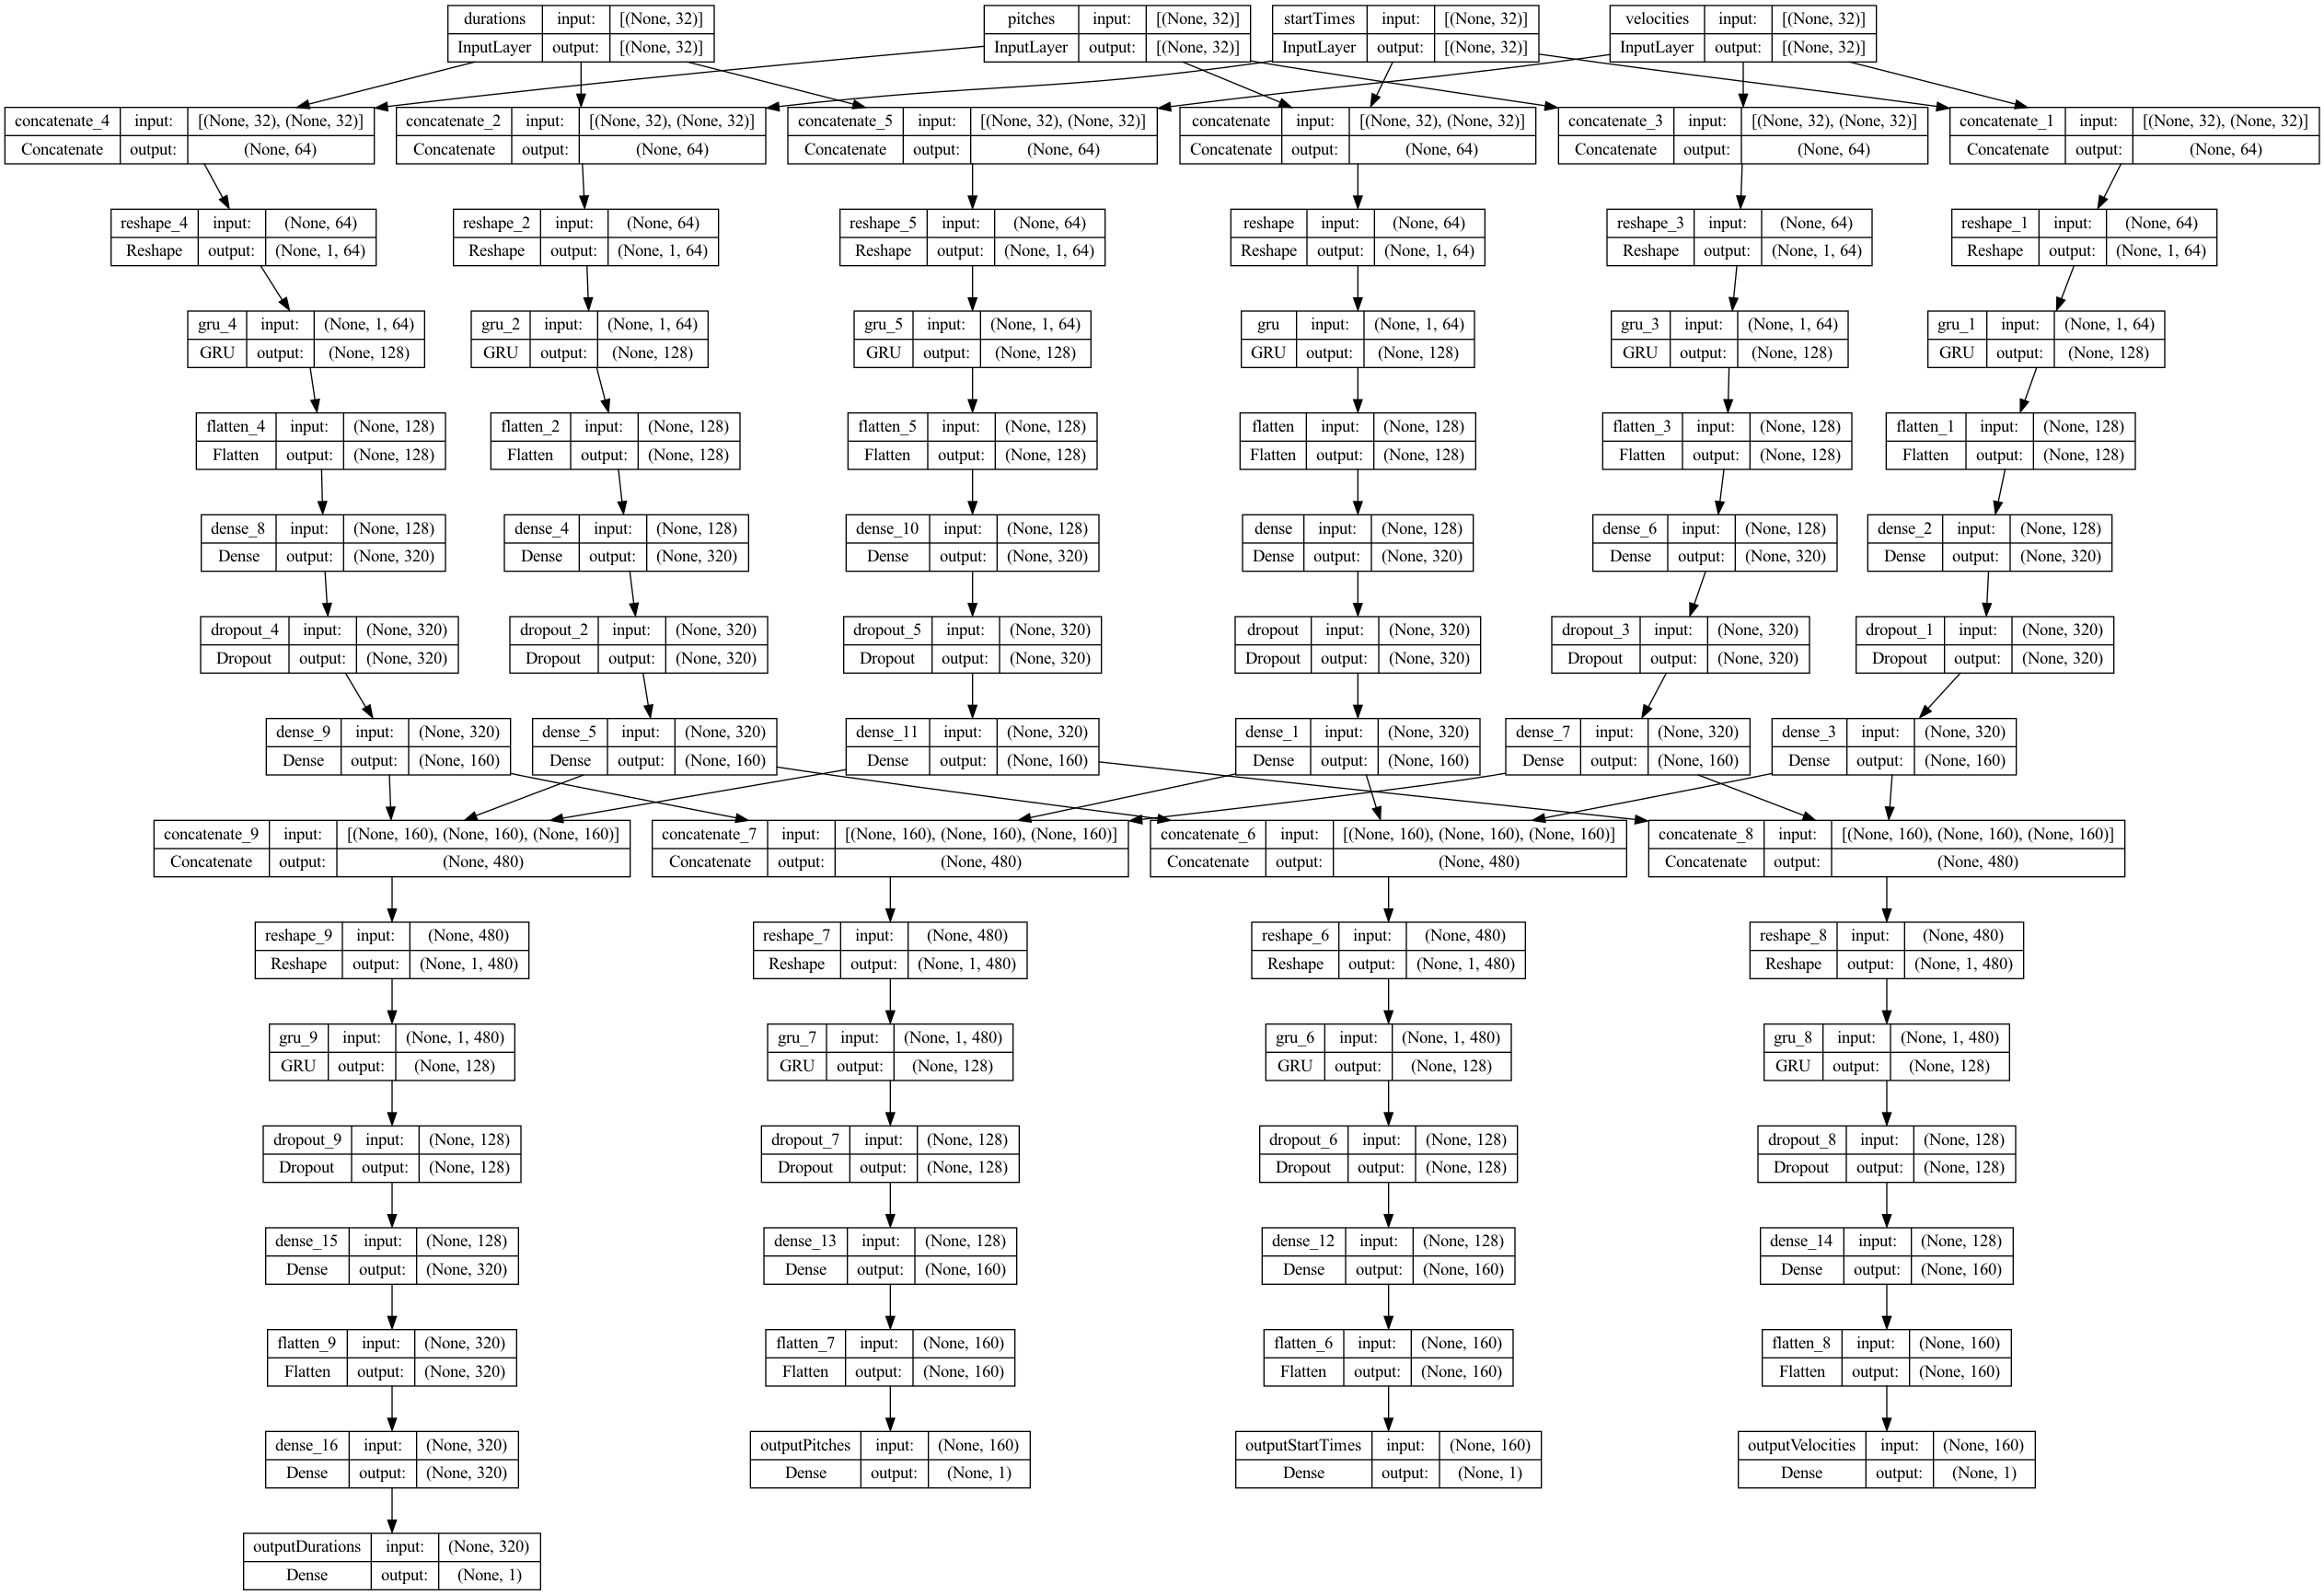 durations input: [(None, 32)] pitches input: [(None, 32)] startTimes input: [(None, 32)] velocities input: [(None, 32)]
InputLayer output: [(None, 32)] InputLayer output: [(None, 32)] InputLayer output: [(None, 32)] InputLayer output: [(None, 32)]
concatenate_4 input: [(None, 32), (None, 32)] concatenate_2 input: [(None, 32), (None, 32)] concatenate_5 input: [(None, 32), (None, 32)] concatenate input: [(None, 32), (None, 32)] concatenate_3 input: [(None, 32), (None, 32)] concatenate_1 input: [(None, 32), (None, 32)]
Concatenate output: (None, 64) Concatenate output: (None, 64) Concatenate output: (None, 64) Concatenate output: (None, 64) Concatenate output: (None, 64) Concatenate output: (None, 64)
reshape_4 input: (None, 64) reshape_2 input: (None, 64) reshape_5 input: (None, 64) reshape input: (None, 64) reshape_3 input: (None, 64) reshape_1 input: (None, 64)
Reshape output: (None, 1, 64) Reshape output: (None, 1, 64) Reshape output: (None, 1, 64) Reshape output: (None, 1, 64) Reshape output: (None, 1, 64) Reshape output: (None, 1, 64)
gru_4 input: (None, 1, 64) gru_2 input: (None, 1, 64) gru_5 input: (None, 1, 64) gru input: (None, 1, 64) gru_3 input: (None, 1, 64) gru_1 input: (None, 1, 64)
GRU output: (None, 128) GRU output: (None, 128) GRU output: (None, 128) GRU output: (None, 128) GRU output: (None, 128) GRU output: (None, 128)
flatten_4 input: (None, 128) flatten_2 input: (None, 128) flatten_5 input: (None, 128) flatten input: (None, 128) flatten_3 input: (None, 128) flatten_1 input: (None, 128)
Flatten output: (None, 128) Flatten output: (None, 128) Flatten output: (None, 128) Flatten output: (None, 128) Flatten output: (None, 128) Flatten output: (None, 128)
dense_8 input: (None, 128) dense_4 input: (None, 128) dense_10 input: (None, 128) dense input: (None, 128) dense_6 input: (None, 128) dense_2 input: (None, 128)
Dense output: (None, 320) Dense output: (None, 320) Dense output: (None, 320) Dense output: (None, 320) Dense output: (None, 320) Dense output: (None, 320)
dropout_4 input: (None, 320) dropout_2 input: (None, 320) dropout_5 input: (None, 320) dropout input: (None, 320) dropout_3 input: (None, 320) dropout_1 input: (None, 320)
Dropout output: (None, 320) Dropout output: (None, 320) Dropout output: (None, 320) Dropout output: (None, 320) Dropout output: (None, 320) Dropout output: (None, 320)
dense_9 input: (None, 320) dense_5 input: (None, 320) dense_11 input: (None, 320) dense_1 input: (None, 320) dense_7 input: (None, 320) dense_3 input: (None, 320)
Dense output: (None, 160) Dense output: (None, 160) Dense output: (None, 160) Dense output: (None, 160) Dense output: (None, 160) Dense output: (None, 160)
concatenate_9 input: [(None, 160), (None, 160), (None, 160)] concatenate_7 input: [(None, 160), (None, 160), (None, 160)] concatenate_6 input: [(None, 160), (None, 160), (None, 160)] concatenate_8 input: [(None, 160), (None, 160), (None, 160)]
Concatenate output: (None, 480) Concatenate output: (None, 480) Concatenate output: (None, 480) Concatenate output: (None, 480)
reshape_9 input: (None, 480) reshape_7 input: (None, 480) reshape_6 input: (None, 480) reshape_8 input: (None, 480)
Reshape output: (None, 1, 480) Reshape output: (None, 1, 480) Reshape output: (None, 1, 480) Reshape output: (None, 1, 480)
gru_9 input: (None, 1, 480) gru_7 input: (None, 1, 480) gru_6 input: (None, 1, 480) gru_8 input: (None, 1, 480)
GRU output: (None, 128) GRU output: (None, 128) GRU output: (None, 128) GRU output: (None, 128)
dropout_9 input: (None, 128) dropout_7 input: (None, 128) dropout_6 input: (None, 128) dropout_8 input: (None, 128)
Dropout output: (None, 128) Dropout output: (None, 128) Dropout output: (None, 128) Dropout output: (None, 128)
dense_15 input: (None, 128) dense_13 input: (None, 128) dense_12 input: (None, 128) dense_14 input: (None, 128)
Dense output: (None, 320) Dense output: (None, 160) Dense output: (None, 160) Dense output: (None, 160)
flatten_9 input: (None, 320) flatten_7 input: (None, 160) flatten_6 input: (None, 160) flatten_8 input: (None, 160)
Flatten output: (None, 320) Flatten output: (None, 160) Flatten output: (None, 160) Flatten output: (None, 160)
dense_16 input: (None, 320) outputPitches input: (None, 160) outputStartTimes input: (None, 160) outputVelocities input: (None, 160)
Dense output: (None, 320) Dense output: (None, 1) Dense output: (None, 1) Dense output: (None, 1)
outputDurations input: (None, 320)
Dense output: (None, 1)